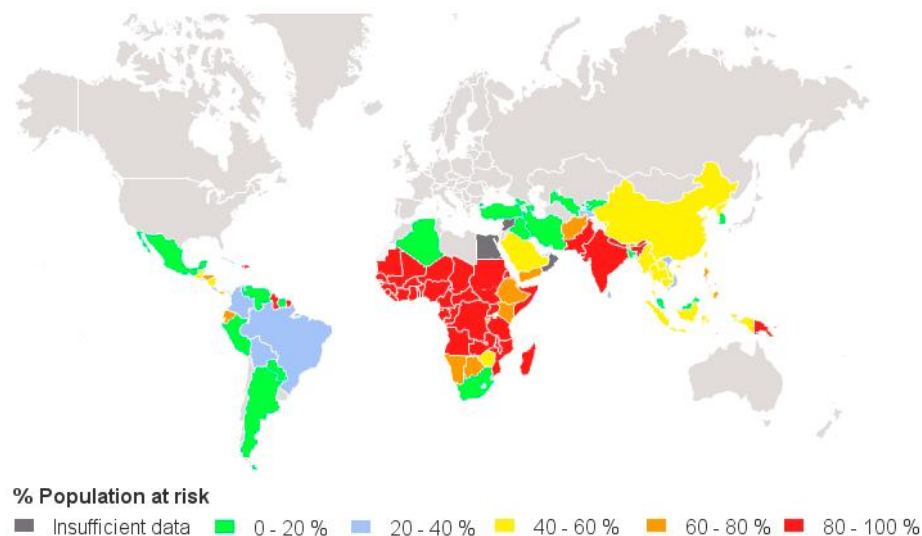 % Population at risk
Insufficient data 0 - 20 % 20 - 40 % 40 - 60 % 60 - 80 % 80 - 100 %